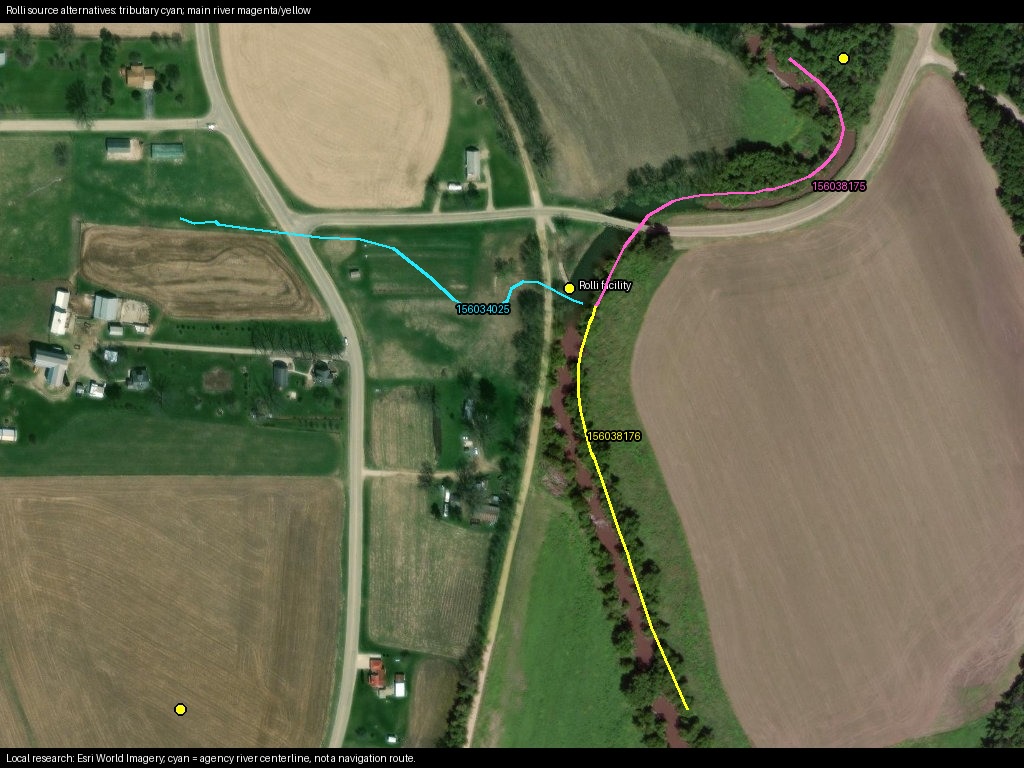 Rolli source alternatives: tributary cyan; main river magenta/yellow
156038175
Rolli facility
156034025
156038176
Local research: Esri World Imagery; cyan = agency river centerline, not a navigation route.